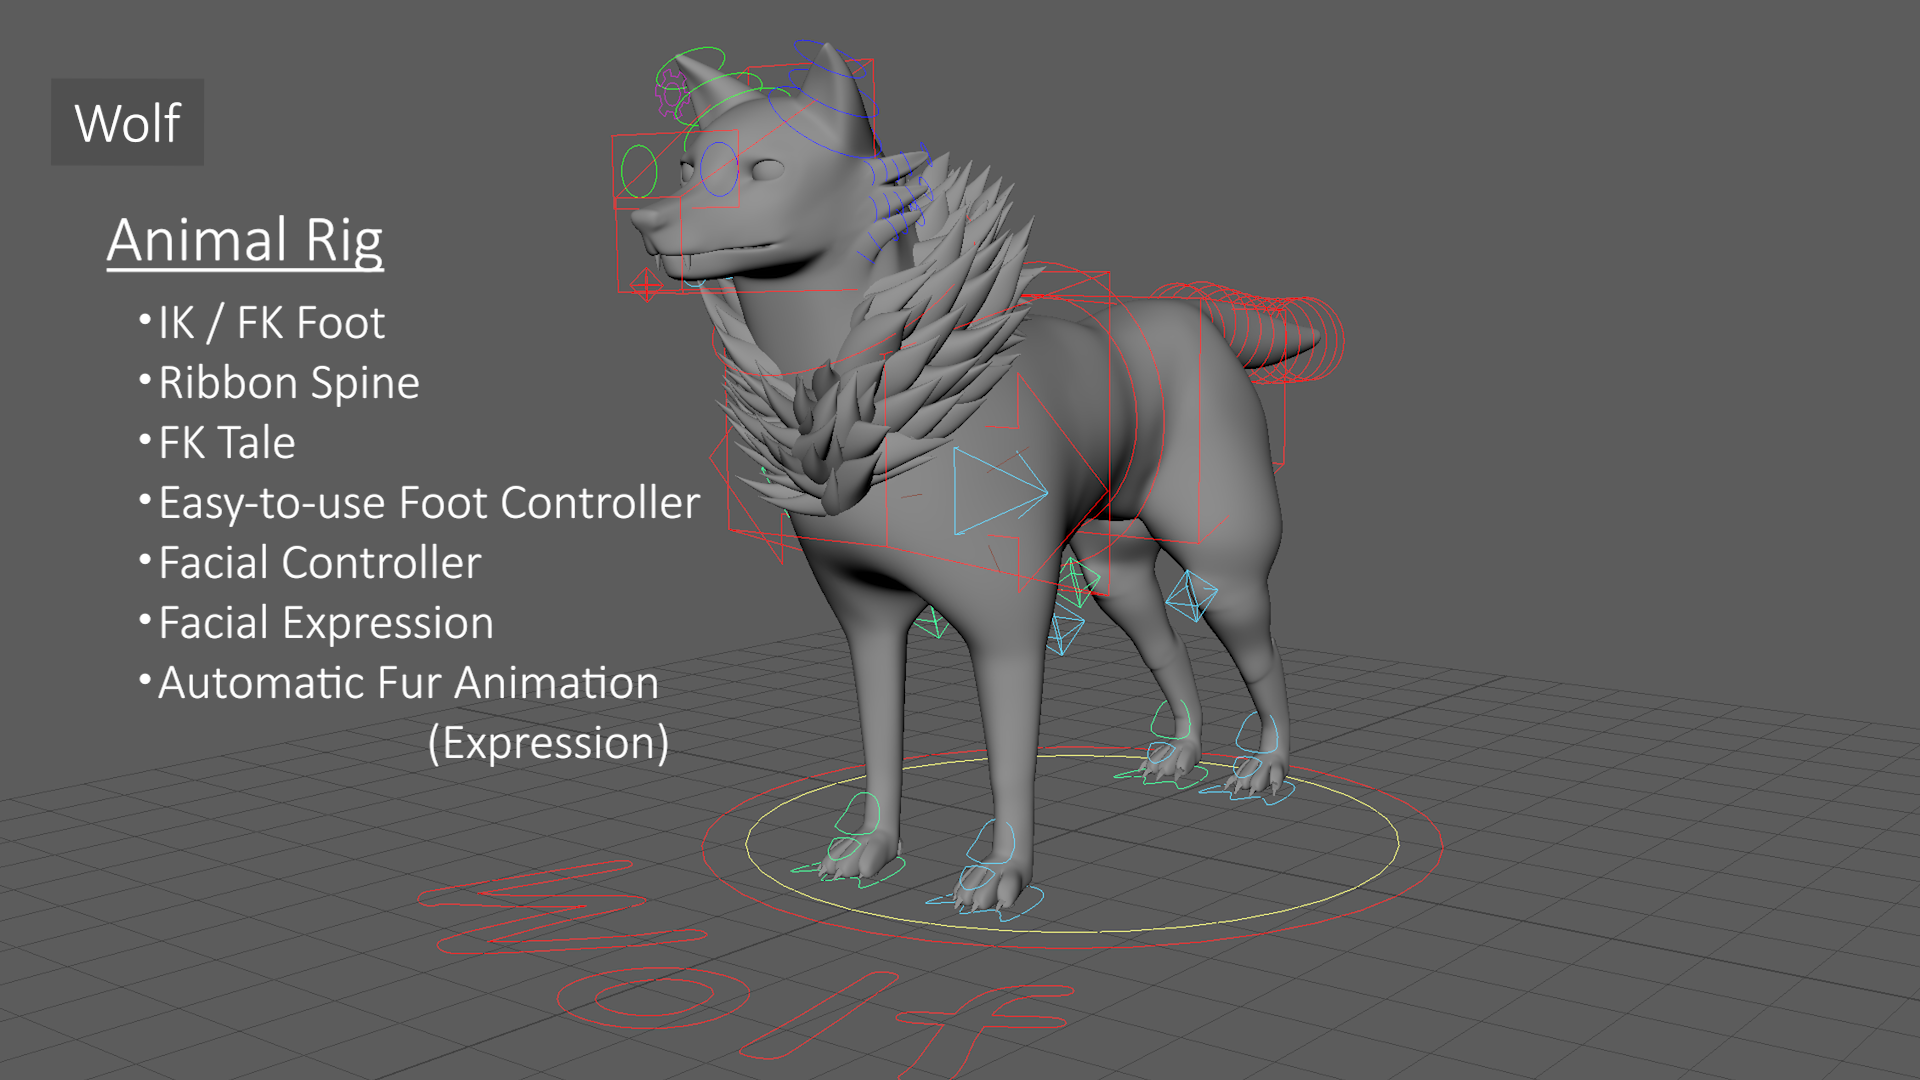 Wolf
Animal Rig
•IK / FK Foot
•Ribbon Spine
•FK Tale
•Easy-to-use Foot Controller
•Facial Controller
•Facial Expression
•Automatic Fur Animation
(Expression)
Wolf